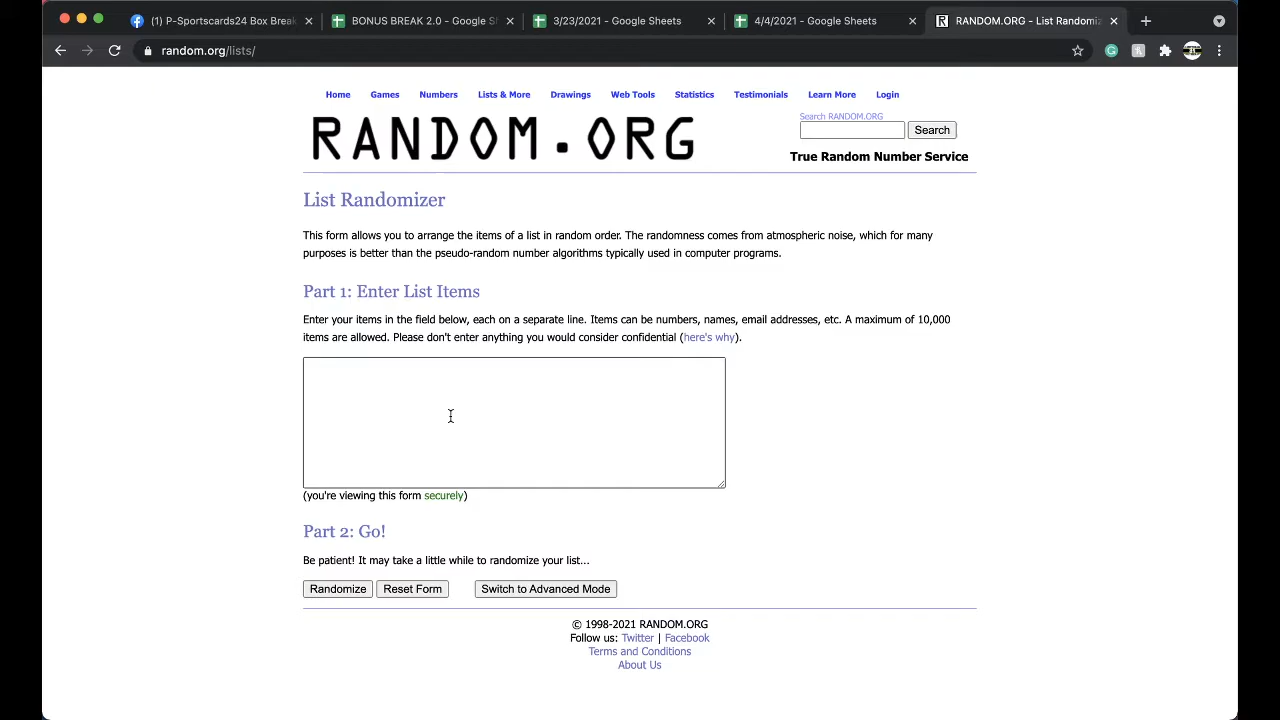 (1) P-Sportscards24 Box Break
BONUS BREAK 2.0 - Google S
3/23/2021 - Google Sheets
4/4/2021 - Google Sheets
RANDOM.ORG - List Randomiz
random.org/lists/
Home Games Numbers Lists & More Drawings Web Tools Statistics Testimonials Learn More Login
RANDOM.ORG
Search RANDOM.ORG
Search
True Random Number Service
List Randomizer
This form allows you to arrange the items of a list in random order. The randomness comes from atmospheric noise, which for many
purposes is better than the pseudo-random number algorithms typically used in computer programs.
Part 1: Enter List Items
Enter your items in the field below, each on a separate line. Items can be numbers, names, email addresses, etc. A maximum of 10,000
items are allowed. Please don't enter anything you would consider confidential (here's why).
(you're viewing this form securely)
Part 2: Go!
Be patient! It may take a little while to randomize your list...
Randomize Reset Form Switch to Advanced Mode
© 1998-2021 RANDOM.ORG
Follow us: Twitter | Facebook
Terms and Conditions
About Us